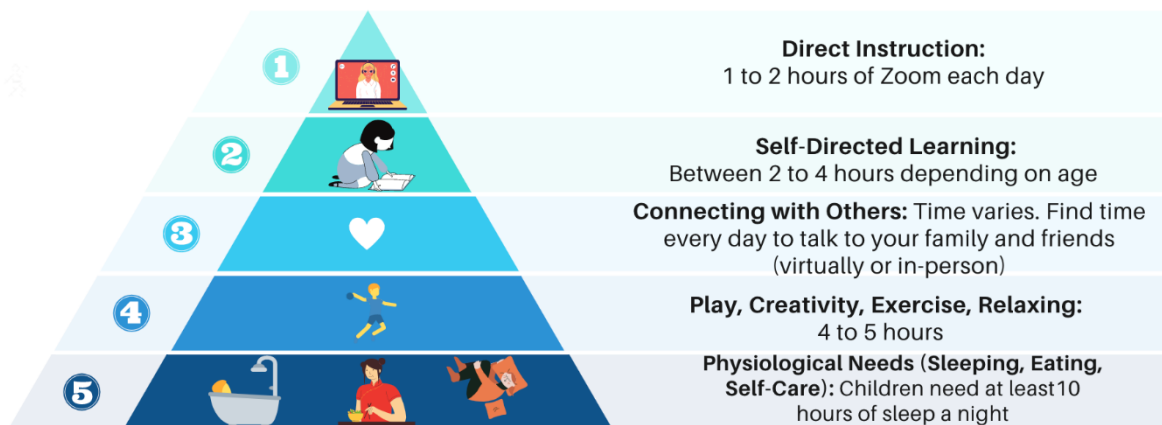 1
Direct Instruction:
1 to 2 hours of Zoom each day
2
Self-Directed Learning:
Between 2 to 4 hours depending on age
3
Connecting with Others: Time varies. Find time
every day to talk to your family and friends
(virtually or in-person)
4
Play, Creativity, Exercise, Relaxing:
4 to 5 hours
5
Physiological Needs (Sleeping, Eating,
Self-Care): Children need at least10
hours of sleep a night